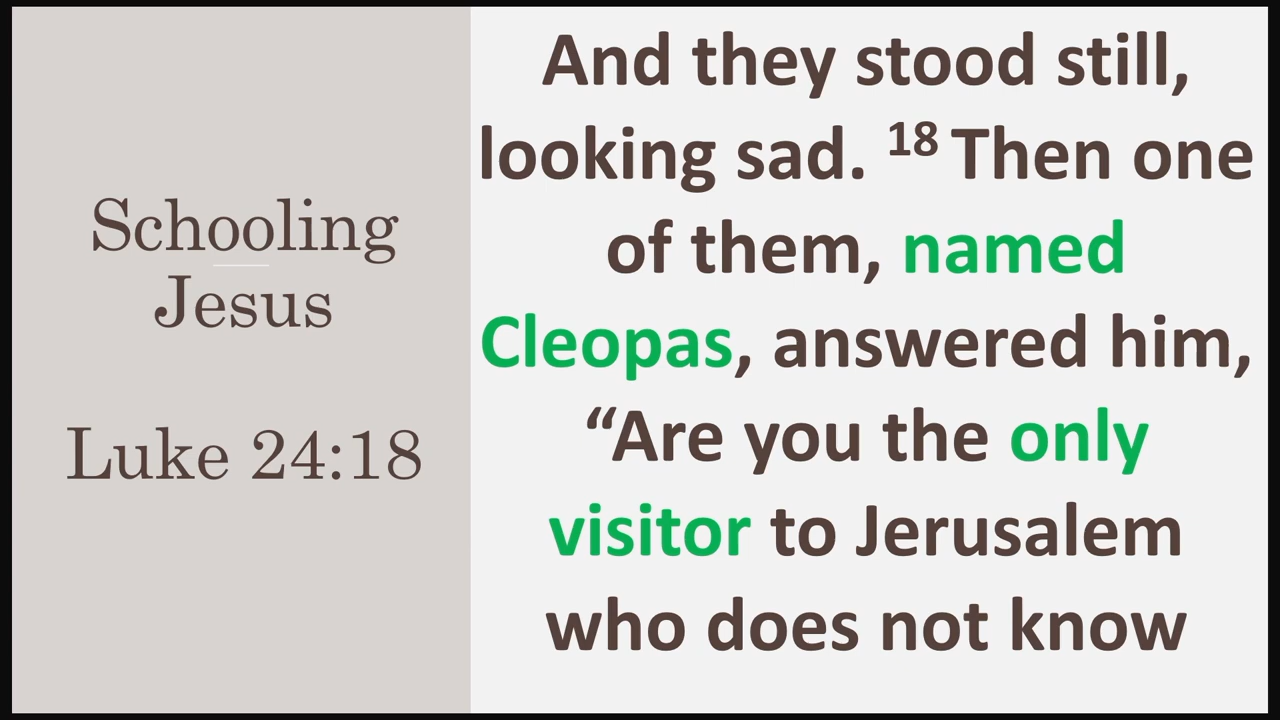 Schooling
Jesus
Luke 24:18
And they stood still,
looking sad. 18 Then one
of them, named
Cleopas, answered him,
“Are you the only
visitor to Jerusalem
who does not know